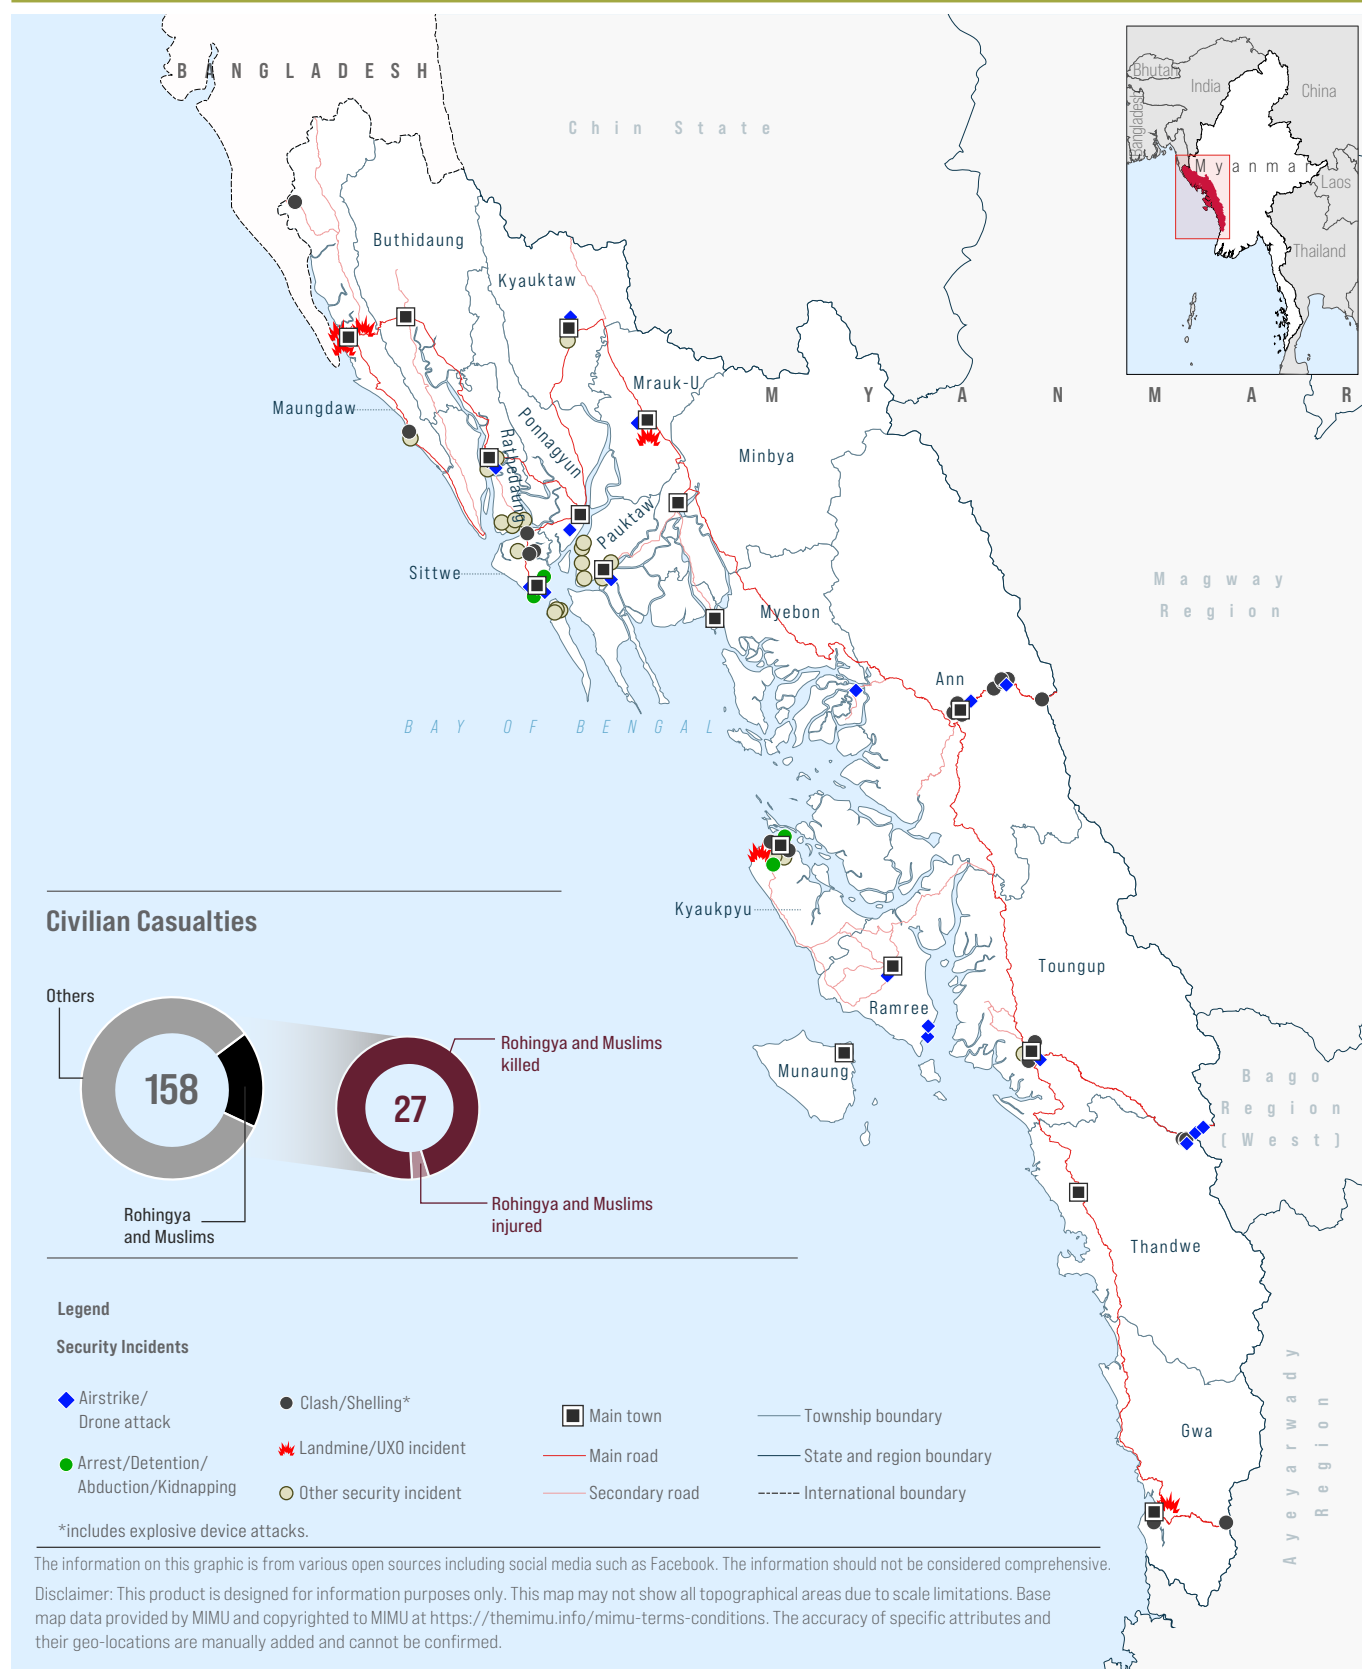 BANGLADESH
Chin State
Bhutan
India
China
Bangladesh
Myanmar
Laos
Thailand
Buthidaung
Kyauktaw
Mrauk-U
MYANMAR
Maungdaw
Rathedaung
Ponnagyun
Minbya
Pauktaw
Sittwe
Magway
Region
Myebon
Ann
BAY OF BENGAL
Kyaukpyu
Toungup
Ramree
Munaung
Bago
Region
(West)
Thandwe
Gwa
Ayeyarwady
Region
Civilian Casualties
Others
158
Rohingya
and Muslims
Rohingya and Muslims
killed
27
Rohingya and Muslims
injured
Legend
Security Incidents
Airstrike/
Drone attack
Arrest/Detention/
Abduction/Kidnapping
Clash/Shelling*
Landmine/UXO incident
Other security incident
Main town
Main road
Secondary road
Township boundary
State and region boundary
International boundary
*includes explosive device attacks.
The information on this graphic is from various open sources including social media such as Facebook. The information should not be considered comprehensive.
Disclaimer: This product is designed for information purposes only. This map may not show all topographical areas due to scale limitations. Base
map data provided by MIMU and copyrighted to MIMU at https://themimu.info/mimu-terms-conditions. The accuracy of specific attributes and
their geo-locations are manually added and cannot be confirmed.